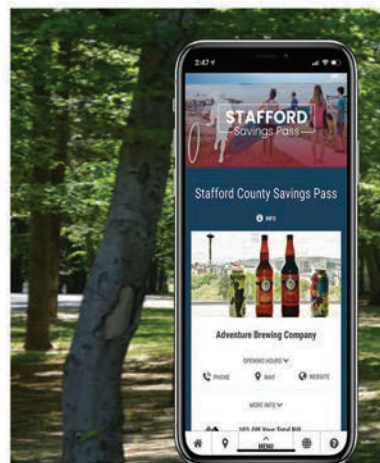 2:47
STAFFORD
Savings Pass
Stafford County Savings Pass
INFO
Adventure Brewing Company
OPENING HOURS
PHONE
MAP
WEBSITE
MORE INFO
10% Off Your Total Bill
MENU